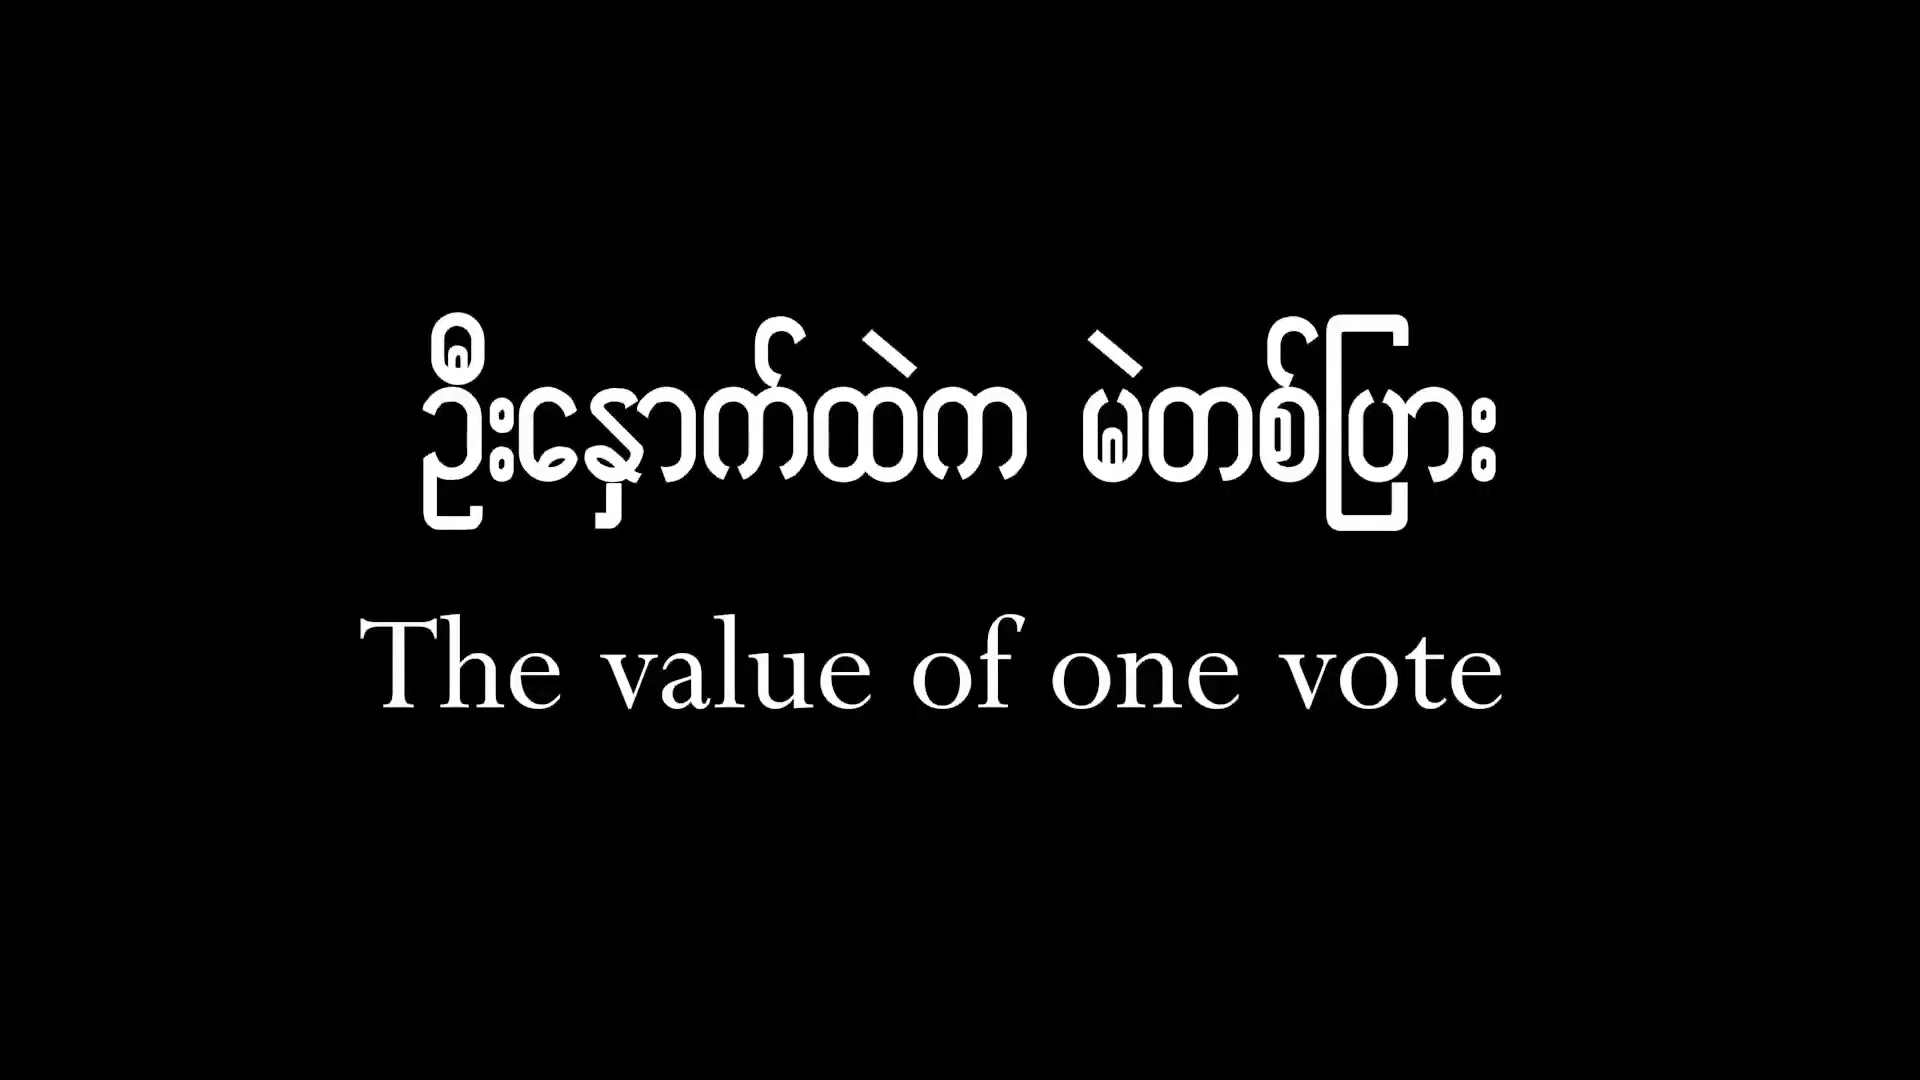 ဦးနှောက်ထဲက မဲတစ်ပြား
The value of one vote